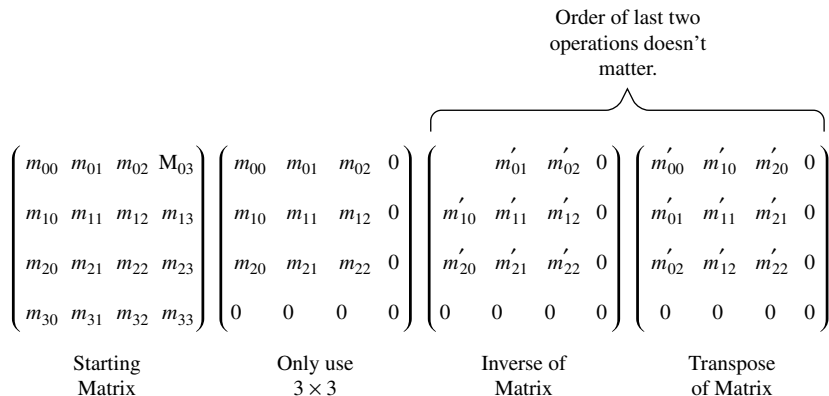 Order of last two
operations doesn't
matter.
m00 m01 m02 M03 m00 m01 m02 0 m′01 m′02 0 m′00 m′10 m′20 0
m10 m11 m12 m13 m10 m11 m12 0 m′10 m′11 m′12 0 m′01 m′11 m′21 0
m20 m21 m22 m23 m20 m21 m22 0 m′20 m′21 m′22 0 m′02 m′12 m′22 0
m30 m31 m32 m33 0 0 0 0 0 0 0 0 0 0 0 0
Starting Only use Inverse of Transpose
Matrix 3 × 3 Matrix of Matrix